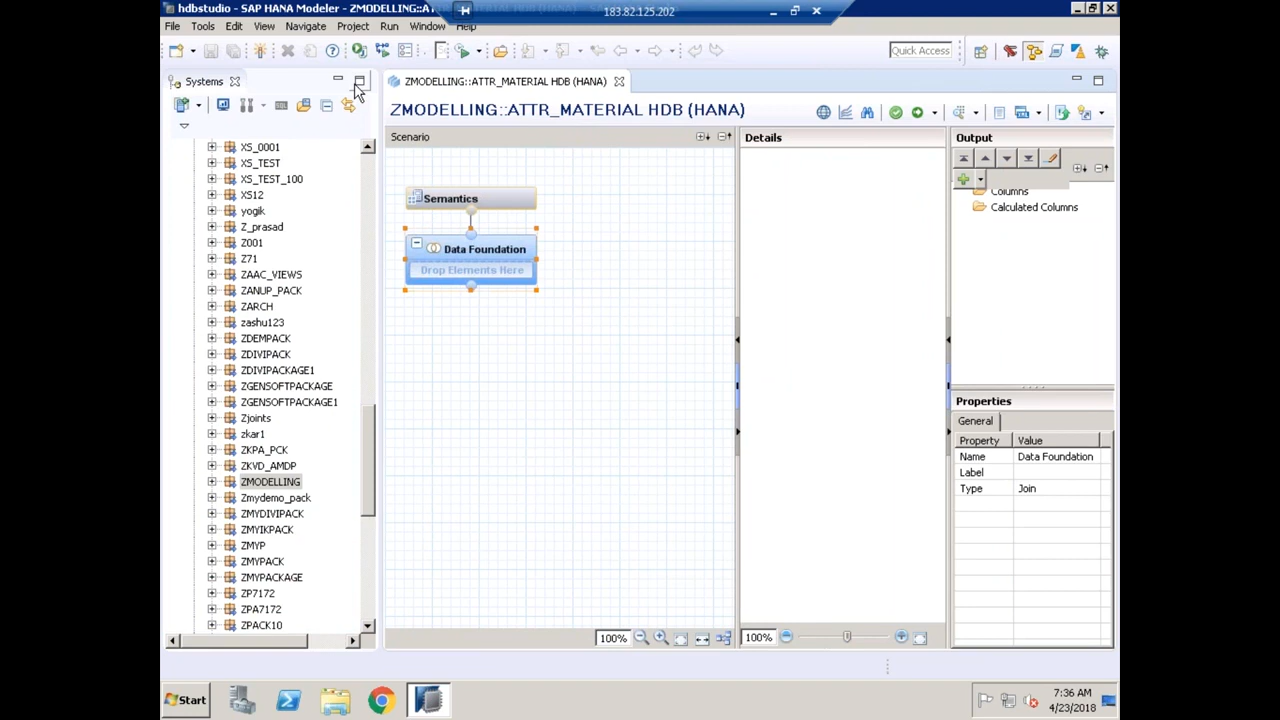 hdbstudio - SAP HANA Modeler - ZMODELLING::AT
183.82.125.202
File Tools Edit View Navigate Project Run Window Help
Quick Access
Systems
ZMODELLING::ATTR_MATERIAL HDB (HANA)
ZMODELLING::ATTR_MATERIAL HDB (HANA)
Scenario
Details
Output
XS_0001
XS_TEST
XS_TEST_100
XS12
yogik
Z_prasad
Z001
Z71
ZAAC_VIEWS
ZANUP_PACK
ZARCH
zashu123
ZDEMPACK
ZDIVIPACK
ZDIVIPACKAGE1
ZGENSOFTPACKAGE
ZGENSOFTPACKAGE1
Zjoints
zkar1
ZKPA_PCK
ZKVD_AMDP
ZMODELLING
Zmydemo_pack
ZMYDIVIPACK
ZMYIKPACK
ZMYP
ZMYPACK
ZMYPACKAGE
ZP7172
ZPA7172
ZPACK10
Semantics
Data Foundation
Drop Elements Here
100%
100%
Columns
Calculated Columns
Properties
General
Property Value
Name Data Foundation
Label
Type Join
Start
7:36 AM
4/23/2018